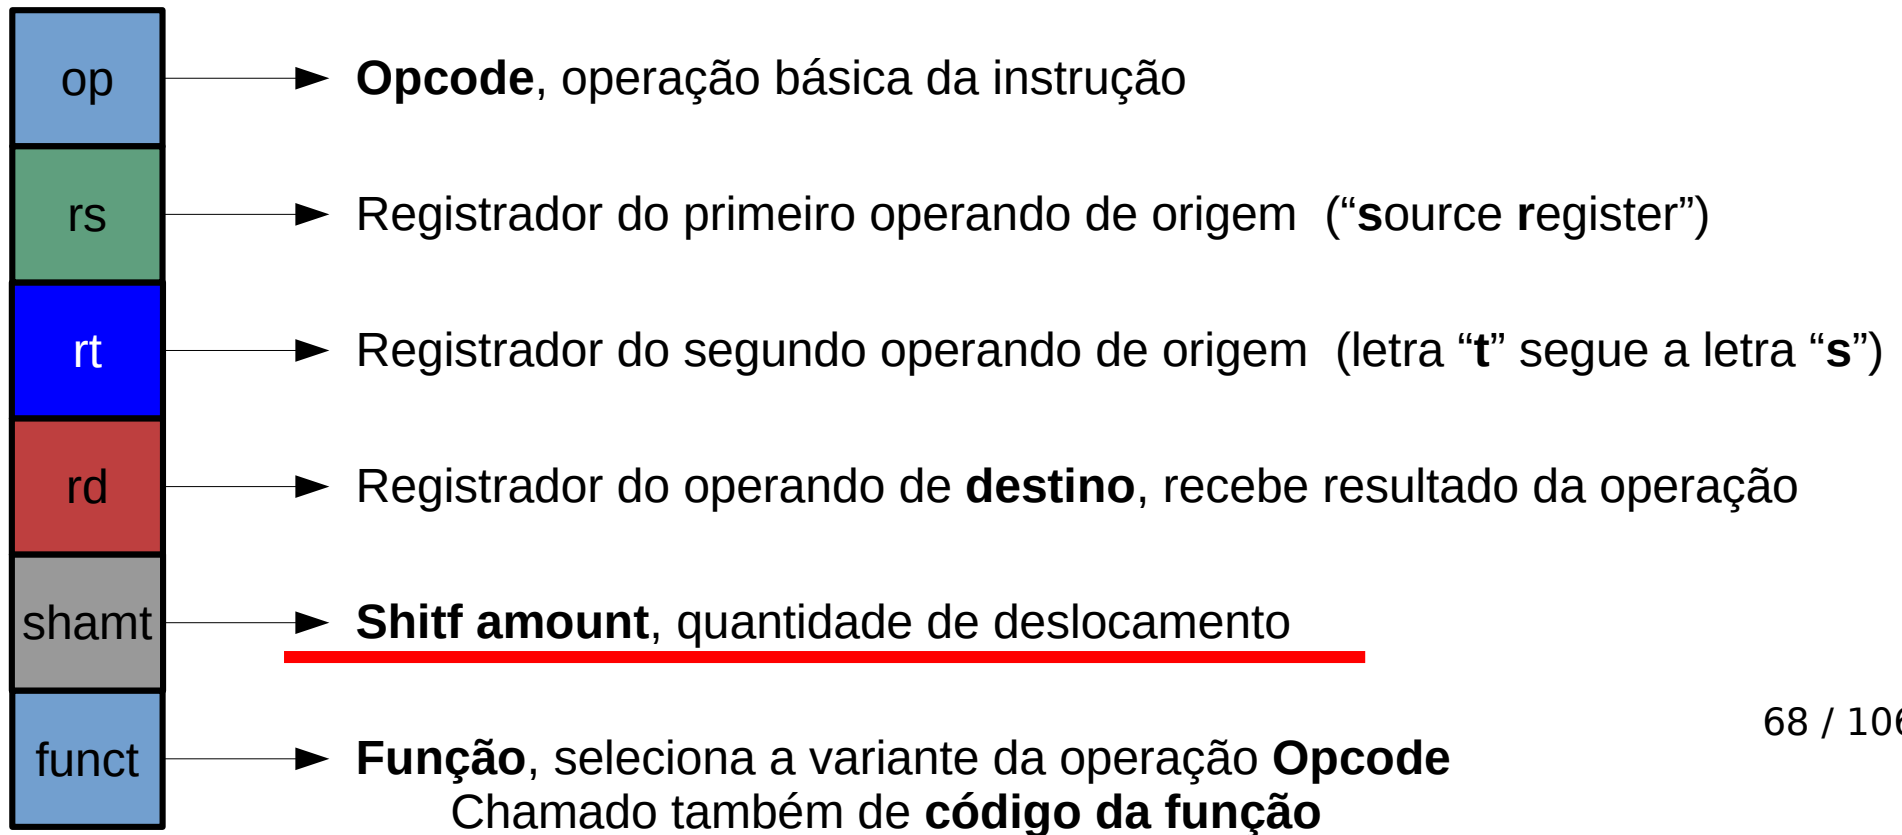 op Opcode, operação básica da instrução
rs Registrador do primeiro operando de origem (“source register”)
rt Registrador do segundo operando de origem (letra “t” segue a letra “s”)
rd Registrador do operando de destino, recebe resultado da operação
shamt Shitf amount, quantidade de deslocamento
68 / 106
funct Função, seleciona a variante da operação Opcode
Chamado também de código da função